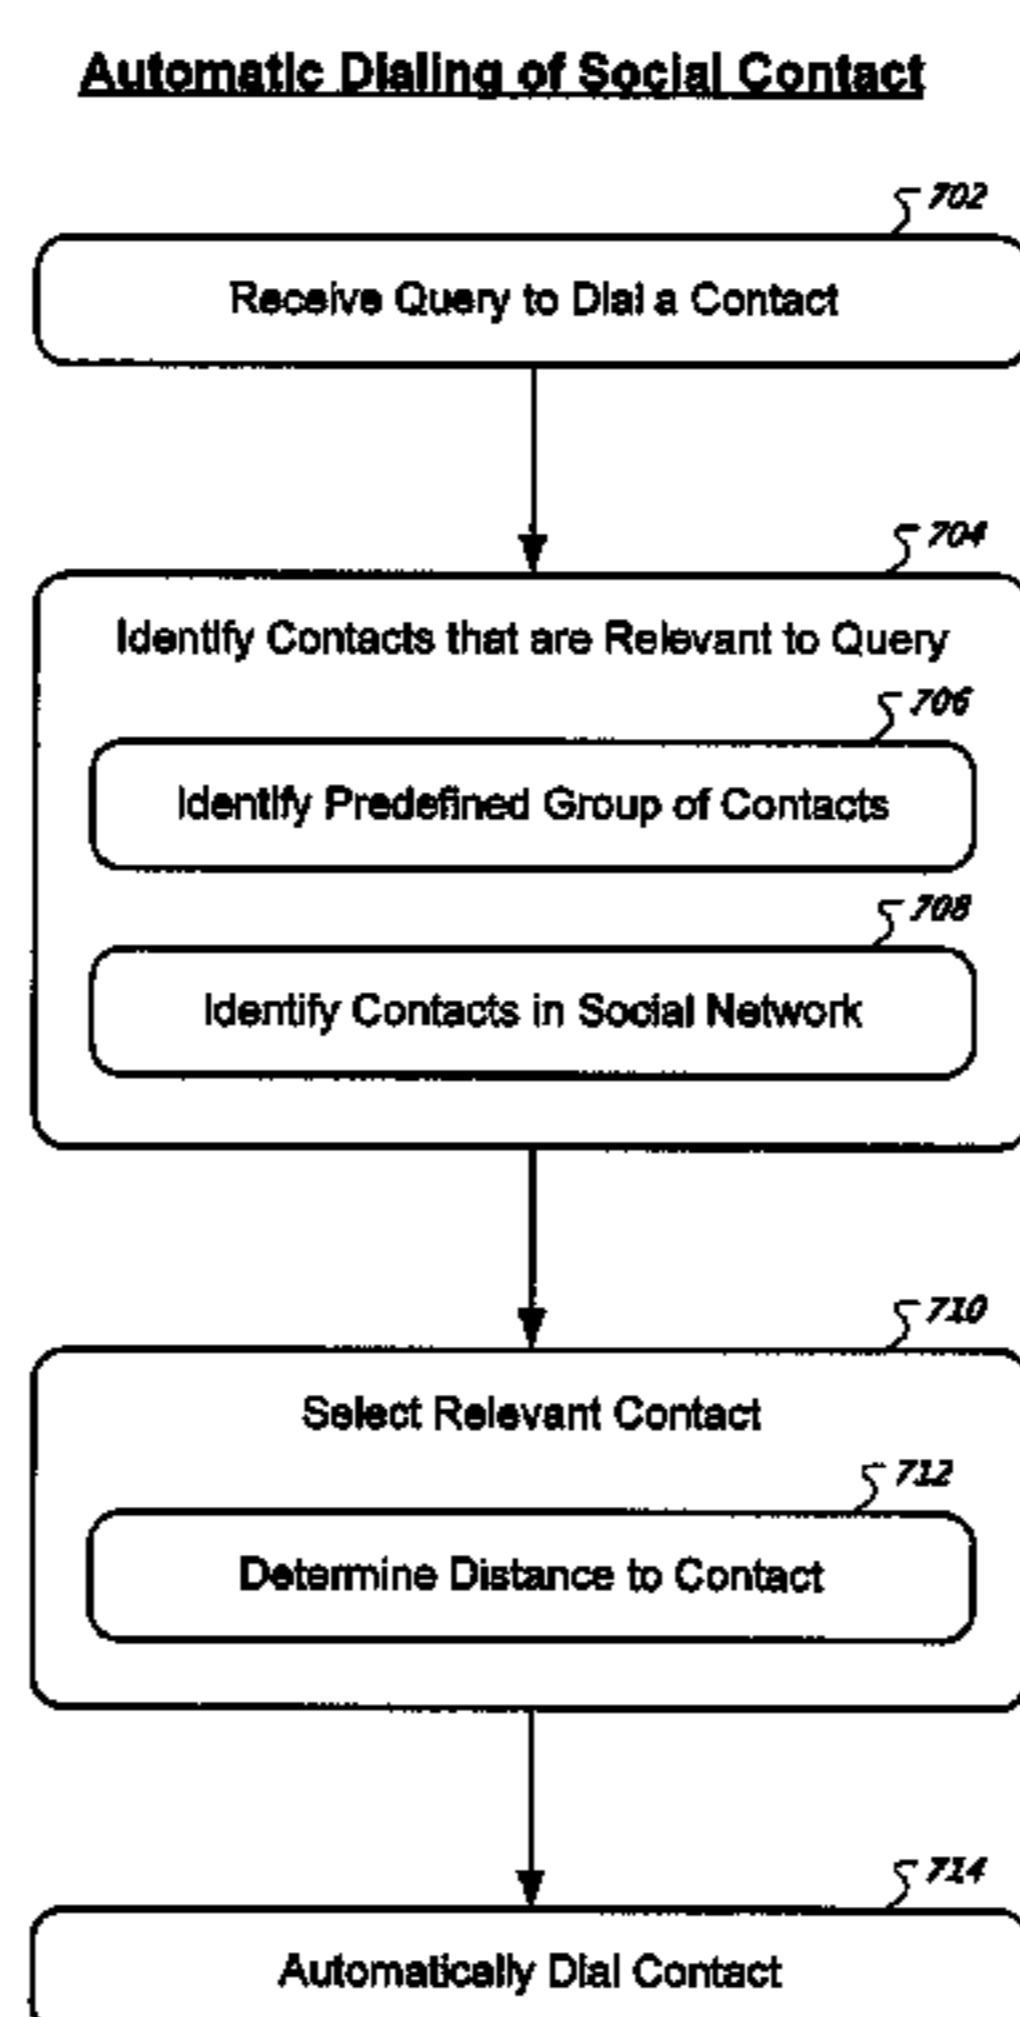 Automatic Dialing of Social Contact
702
Receive Query to Dial a Contact
704
Identify Contacts that are Relevant to Query
706
Identify Predefined Group of Contacts
708
Identify Contacts in Social Network
710
Select Relevant Contact
712
Determine Distance to Contact
714
Automatically Dial Contact